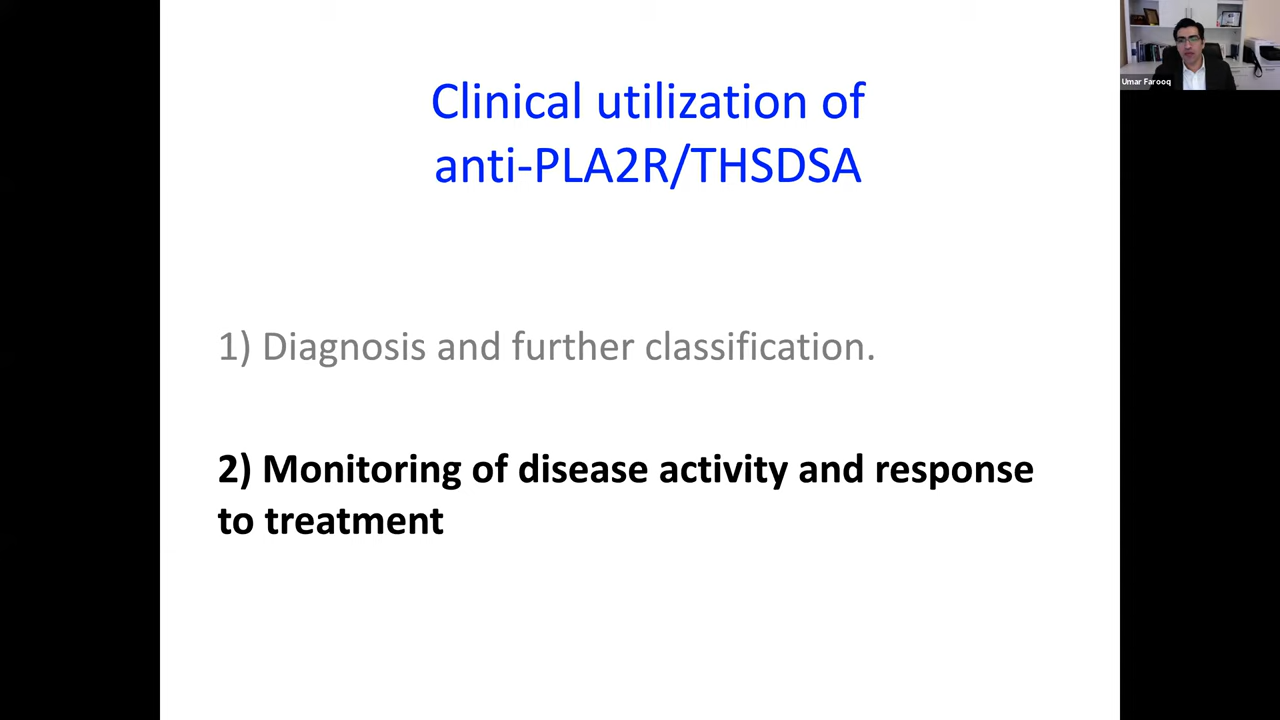 Clinical utilization of
anti-PLA2R/THSDSA
1) Diagnosis and further classification.
2) Monitoring of disease activity and response
to treatment
Umar Farooq